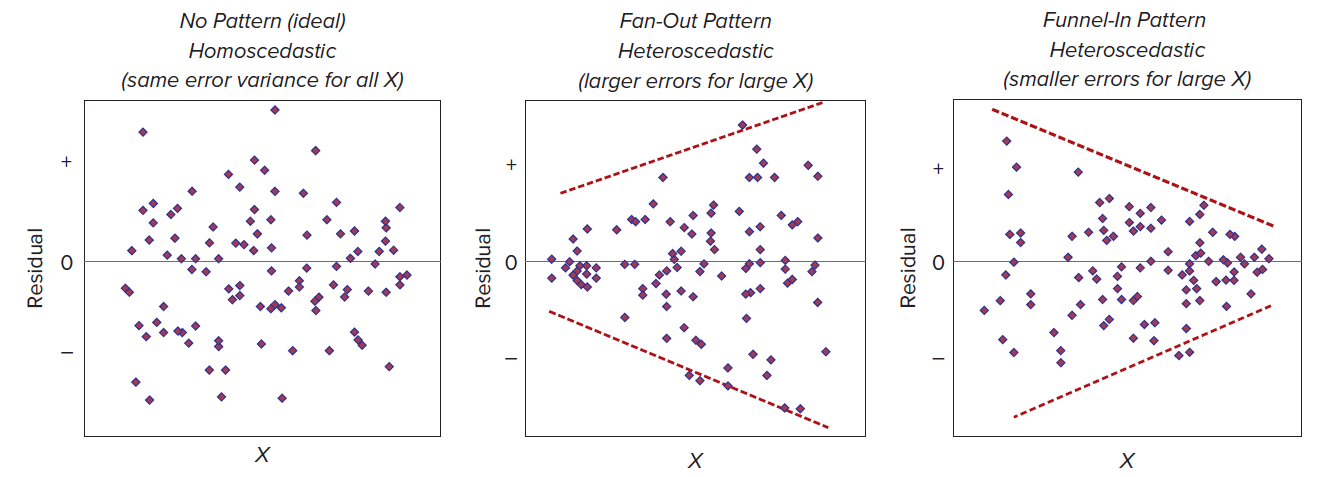 No Pattern (ideal)
Homoscedastic
(same error variance for all X)
+
0
−
Residual
X
Fan-Out Pattern
Heteroscedastic
(larger errors for large X)
+
0
−
Residual
X
Funnel-In Pattern
Heteroscedastic
(smaller errors for large X)
+
0
−
Residual
X